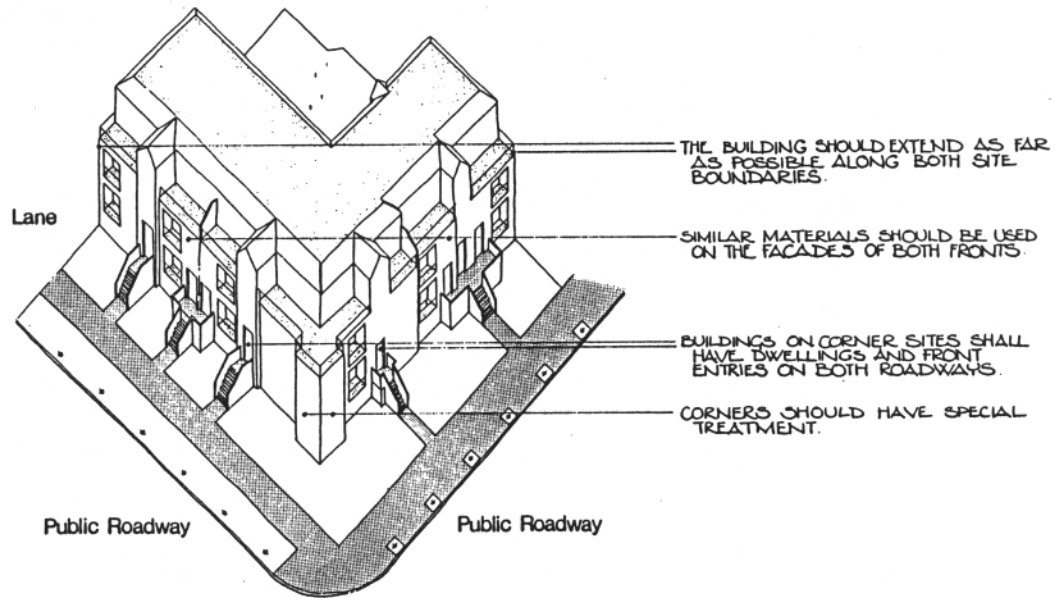 THE BUILDING SHOULD EXTEND AS FAR
AS POSSIBLE ALONG BOTH SITE
BOUNDARIES.
Lane
SIMILAR MATERIALS SHOULD BE USED
ON THE FACADES OF BOTH FRONTS.
BUILDINGS ON CORNER SITES SHALL
HAVE DWELLINGS AND FRONT
ENTRIES ON BOTH ROADWAYS.
CORNERS SHOULD HAVE SPECIAL
TREATMENT.
Public Roadway
Public Roadway